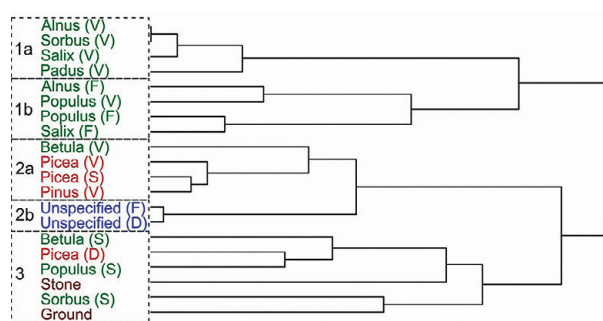 1a
Alnus (V)
Sorbus (V)
Salix (V)
Padus (V)
1b
Alnus (F)
Populus (V)
Populus (F)
Salix (F)
2a
Betula (V)
Picea (V)
Picea (S)
Pinus (V)
2b
Unspecified (F)
Unspecified (D)
3
Betula (S)
Picea (D)
Populus (S)
Stone
Sorbus (S)
Ground